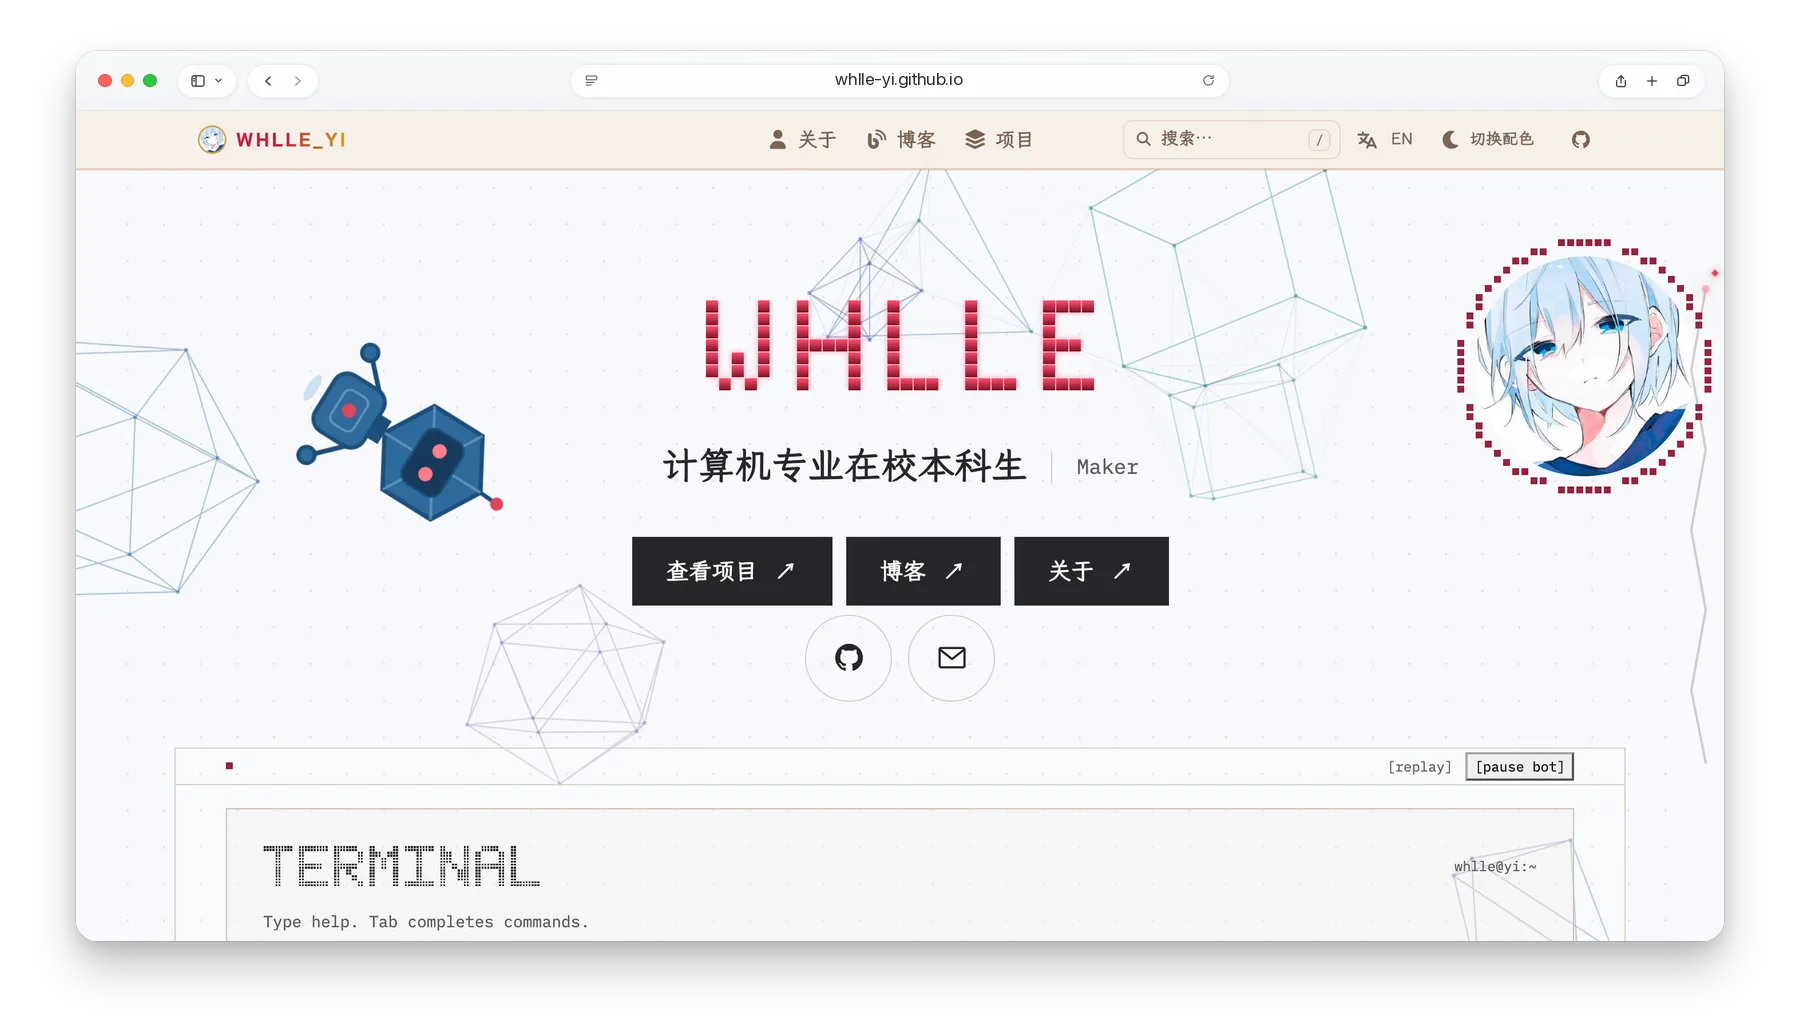 whlle-yi.github.io
WHLLE_YI 关于 博客 项目 搜索··· / EN 切换配色
WHLLE
计算机专业在校本科生 Maker
查看项目 ↗ 博客 ↗ 关于 ↗
[replay] [pause bot]
TERMINAL
whlle@yi:~
Type help. Tab completes commands.